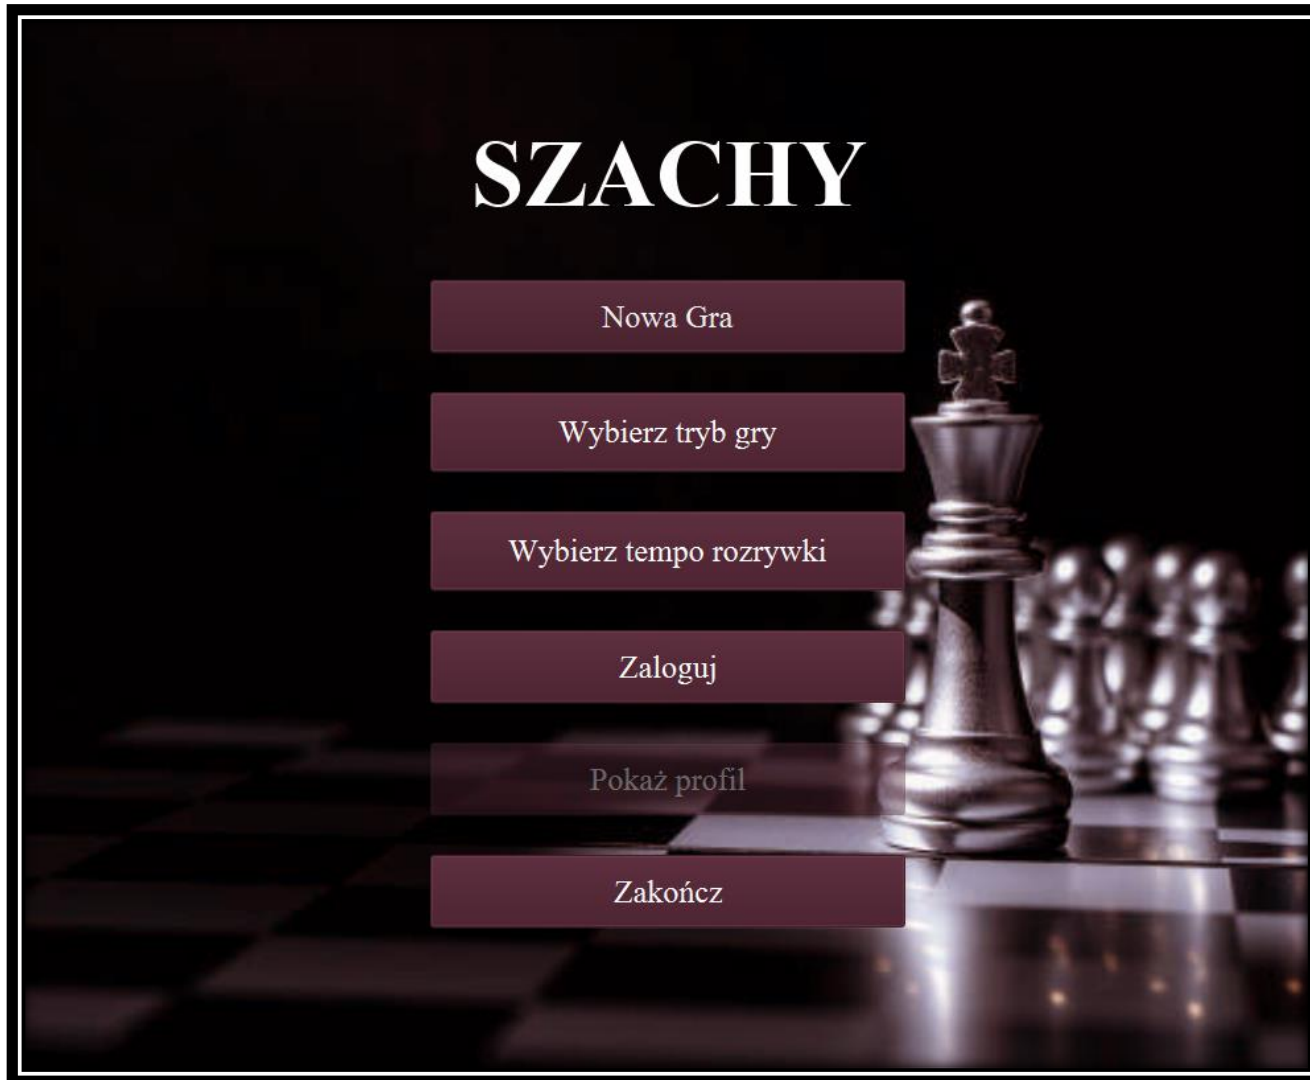 SZACHY
Nowa Gra
Wybierz tryb gry
Wybierz tempo rozrywki
Zaloguj
Pokaż profil
Zakończ